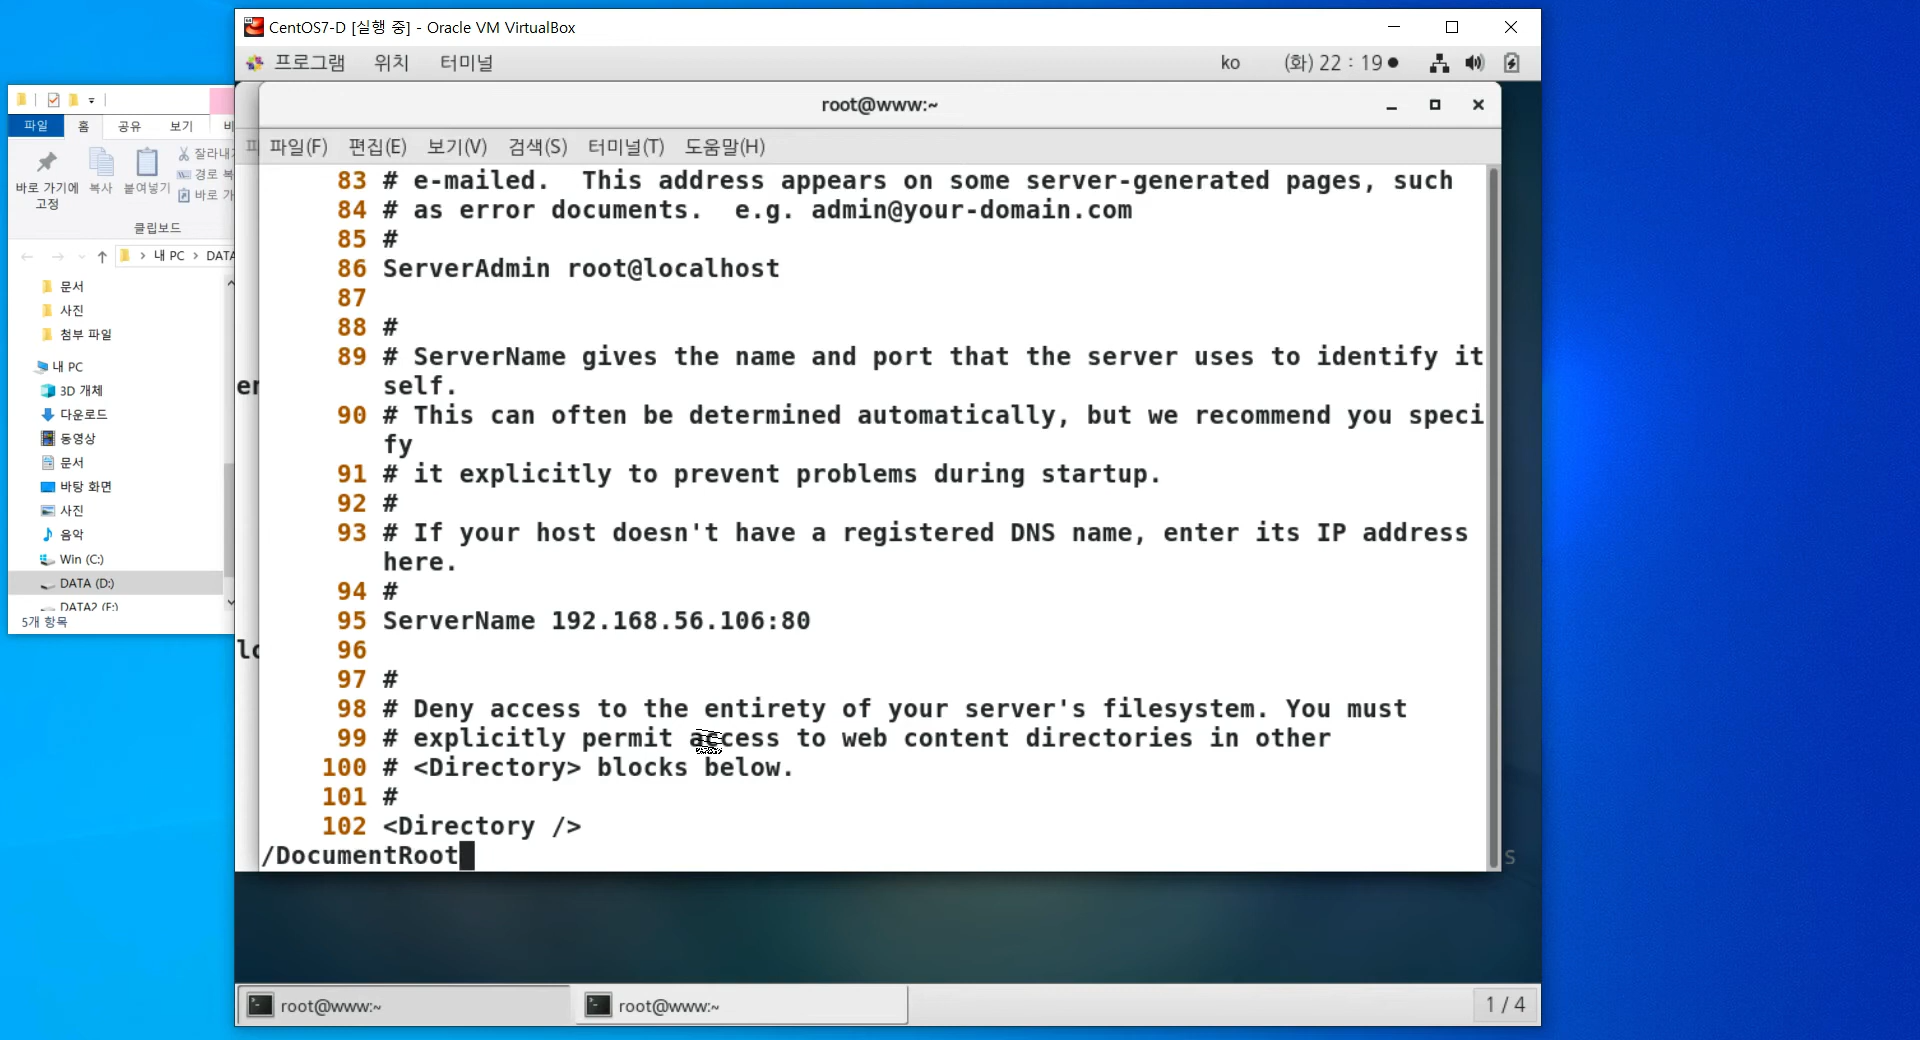 CentOS7-D [실행 중] - Oracle VM VirtualBox
프로그램 위치 터미널 ko (화) 22 : 19
파일 홈 공유 보기
바로 가기에 고정
복사
붙여넣기
잘라내기
경로 복
바로 가
클립보드
내 PC DATA
문서
사진
첨부 파일
내 PC
3D 개체
다운로드
동영상
문서
바탕 화면
사진
음악
Win (C:)
DATA (D:)
DATA2 (F:)
5개 항목
root@www:~
파일(F) 편집(E) 보기(V) 검색(S) 터미널(T) 도움말(H)
83 # e-mailed.  This address appears on some server-generated pages, such
84 # as error documents.  e.g. admin@your-domain.com
85 #
86 ServerAdmin root@localhost
87
88 #
89 # ServerName gives the name and port that the server uses to identify it
self.
90 # This can often be determined automatically, but we recommend you speci
fy
91 # it explicitly to prevent problems during startup.
92 #
93 # If your host doesn't have a registered DNS name, enter its IP address
here.
94 #
95 ServerName 192.168.56.106:80
96
97 #
98 # Deny access to the entirety of your server's filesystem. You must
99 # explicitly permit access to web content directories in other
100 # <Directory> blocks below.
101 #
102 <Directory />
/DocumentRoot
root@www:~
root@www:~
1 / 4